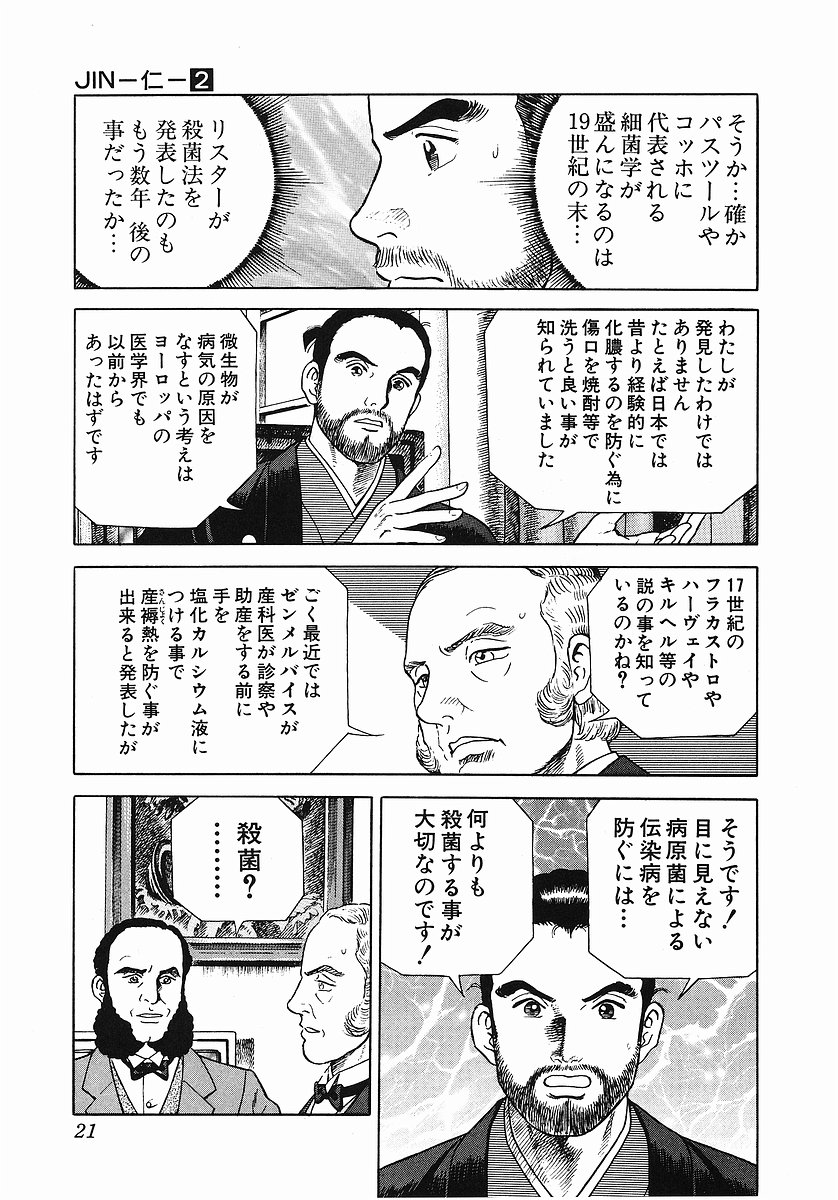 JIN－仁－2
そうか…確か
パスツールや
コッホに
代表される
細菌学が
盛んになるのは
19世紀の末…
リスターが
殺菌法を
発表したのも
もう数年　後の
事だったか…
わたしが
発見したわけでは
ありません
たとえば日本では
昔より経験的に
化膿するのを防ぐ為に
傷口を焼酎等で
洗うと良い事が
知られていました
微生物が
病気の原因を
なすという考えは
ヨーロッパの
医学界でも
以前から
あったはずです
17世紀の
フラカストロや
ハーヴェイや
キルヘル等の
説の事を知って
いるのかね？
ごく最近では
ゼンメルバイスが
産科医が診察や
助産をする前に
手を
塩化カルシウム液に
つける事で
産褥熱を防ぐ事が
さんじょく
出来ると発表したが
そうです！
目に見えない
病原菌による
伝染病を
防ぐには…
何よりも
殺菌する事が
大切なのです！
殺菌？
………
21